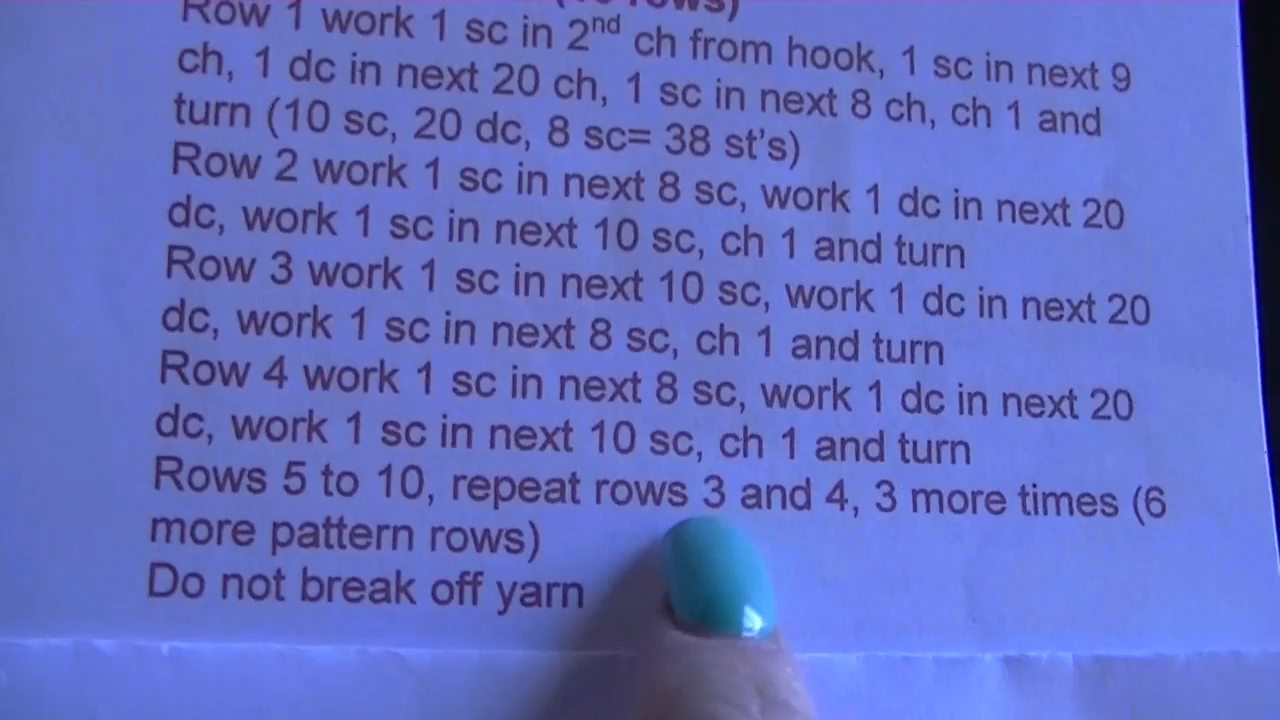 Row 1 work 1 sc in 2nd ch from hook, 1 sc in next 9
ch, 1 dc in next 20 ch, 1 sc in next 8 ch, ch 1 and
turn (10 sc, 20 dc, 8 sc= 38 st's)
Row 2 work 1 sc in next 8 sc, work 1 dc in next 20
dc, work 1 sc in next 10 sc, ch 1 and turn
Row 3 work 1 sc in next 10 sc, work 1 dc in next 20
dc, work 1 sc in next 8 sc, ch 1 and turn
Row 4 work 1 sc in next 8 sc, work 1 dc in next 20
dc, work 1 sc in next 10 sc, ch 1 and turn
Rows 5 to 10, repeat rows 3 and 4, 3 more times (6
more pattern rows)
Do not break off yarn